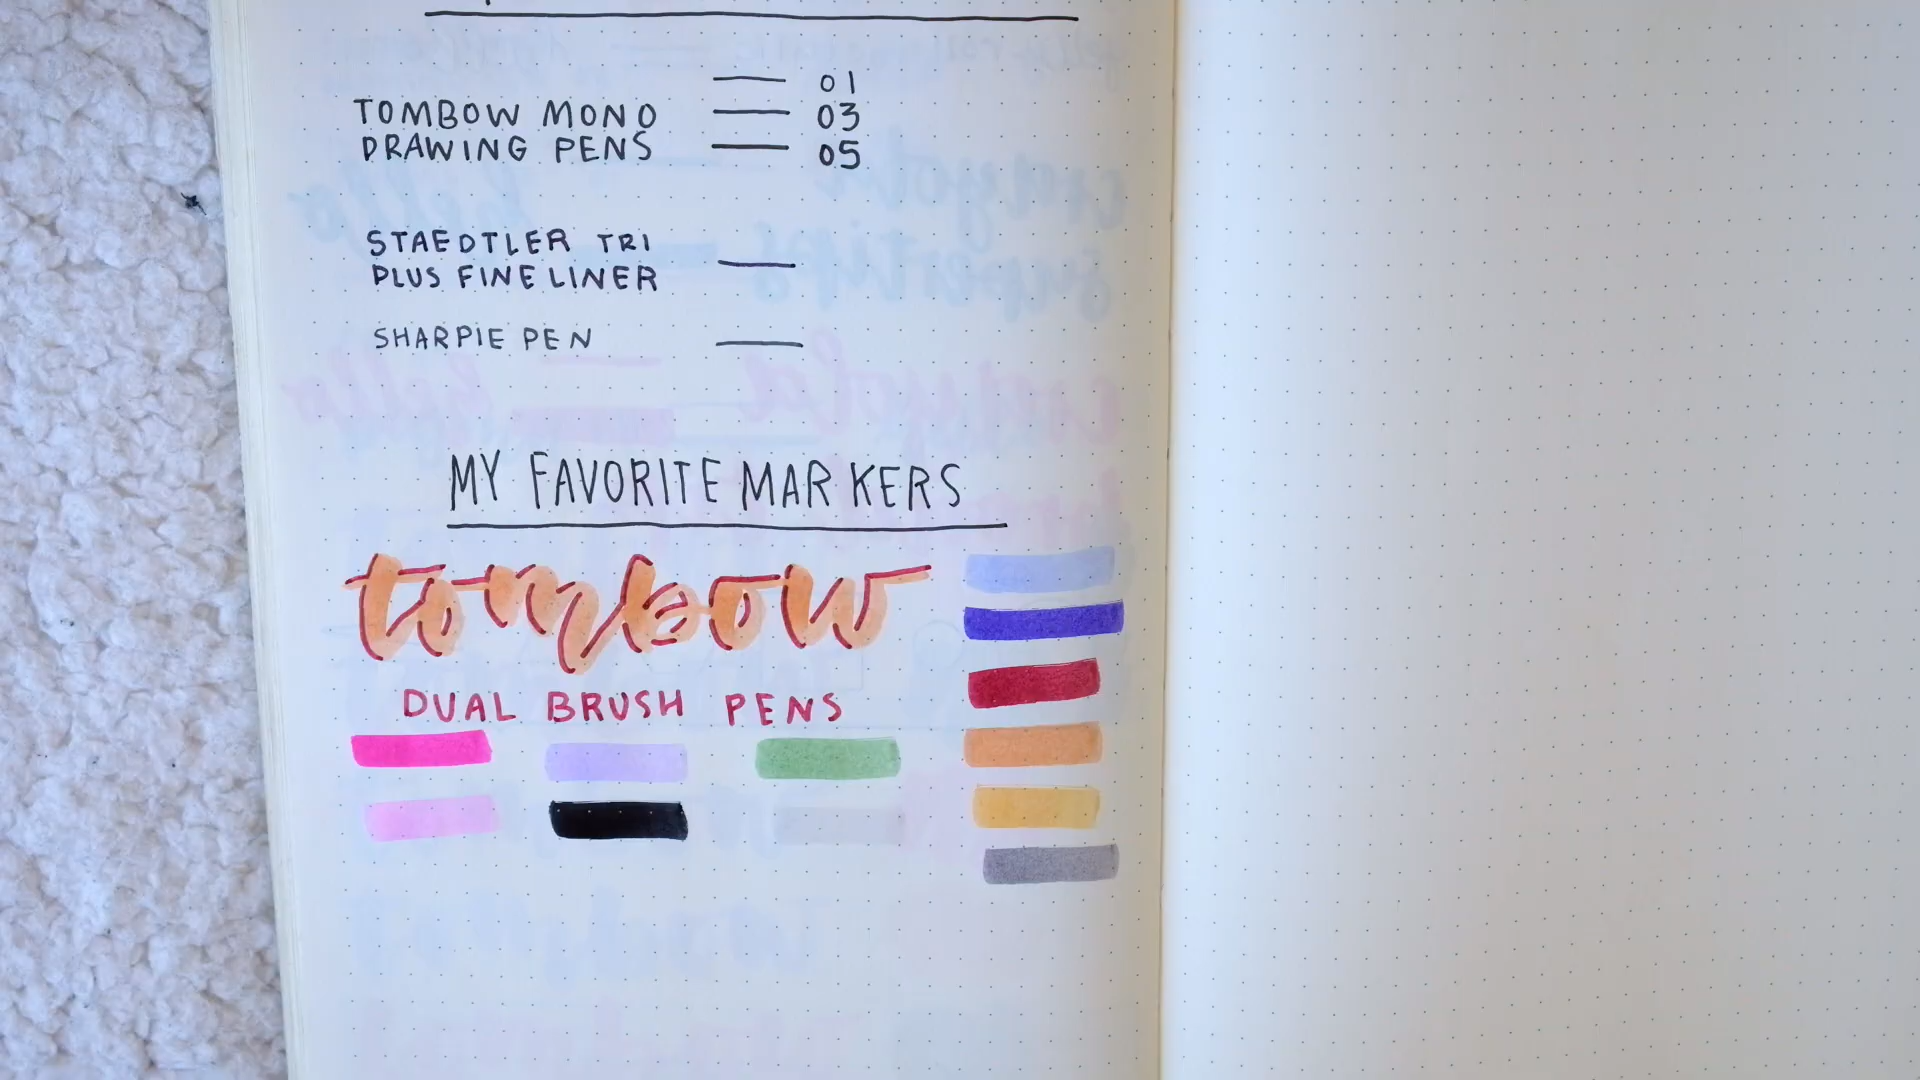 01
TOMBOW MONO 03
DRAWING PENS 05
STAEDTLER TRI
PLUS FINELINER
SHARPIE PEN
MY FAVORITE MARKERS
tombow
DUAL BRUSH PENS